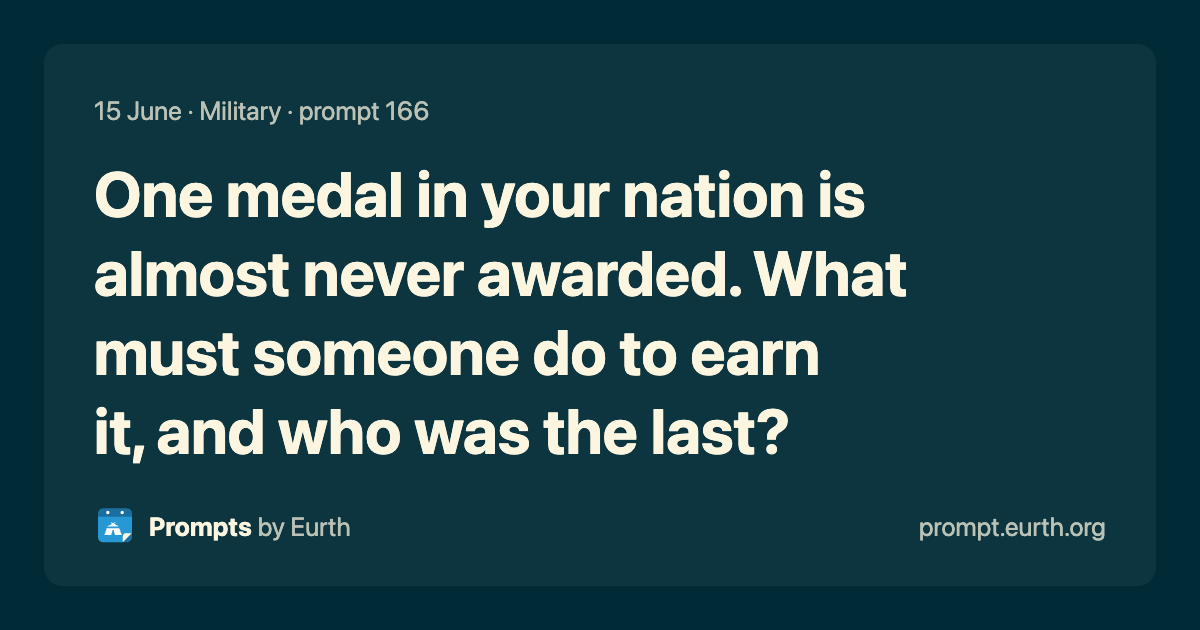 15 June · Military · prompt 166
One medal in your nation is
almost never awarded. What
must someone do to earn
it, and who was the last?
Prompts by Eurth
prompt.eurth.org